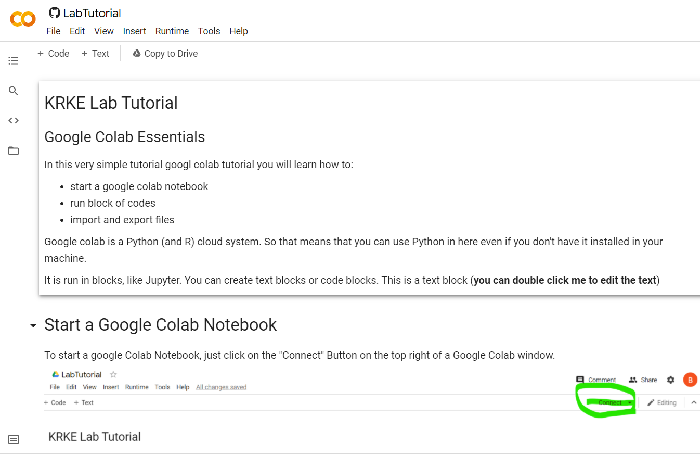 LabTutorial
File Edit View Insert Runtime Tools Help
+ Code + Text Copy to Drive
KRKE Lab Tutorial
Google Colab Essentials
In this very simple tutorial googl colab tutorial you will learn how to:
• start a google colab notebook
• run block of codes
• import and export files
Google colab is a Python (and R) cloud system. So that means that you can use Python in here even if you don't have it installed in your
machine.
It is run in blocks, like Jupyter. You can create text blocks or code blocks. This is a text block (you can double click me to edit the text)
Start a Google Colab Notebook
To start a google Colab Notebook, just click on the "Connect" Button on the top right of a Google Colab window.
LabTutorial
Comment Share B
File Edit View Insert Runtime Tools Help All changes saved
+ Code + Text Connect Editing
KRKE Lab Tutorial